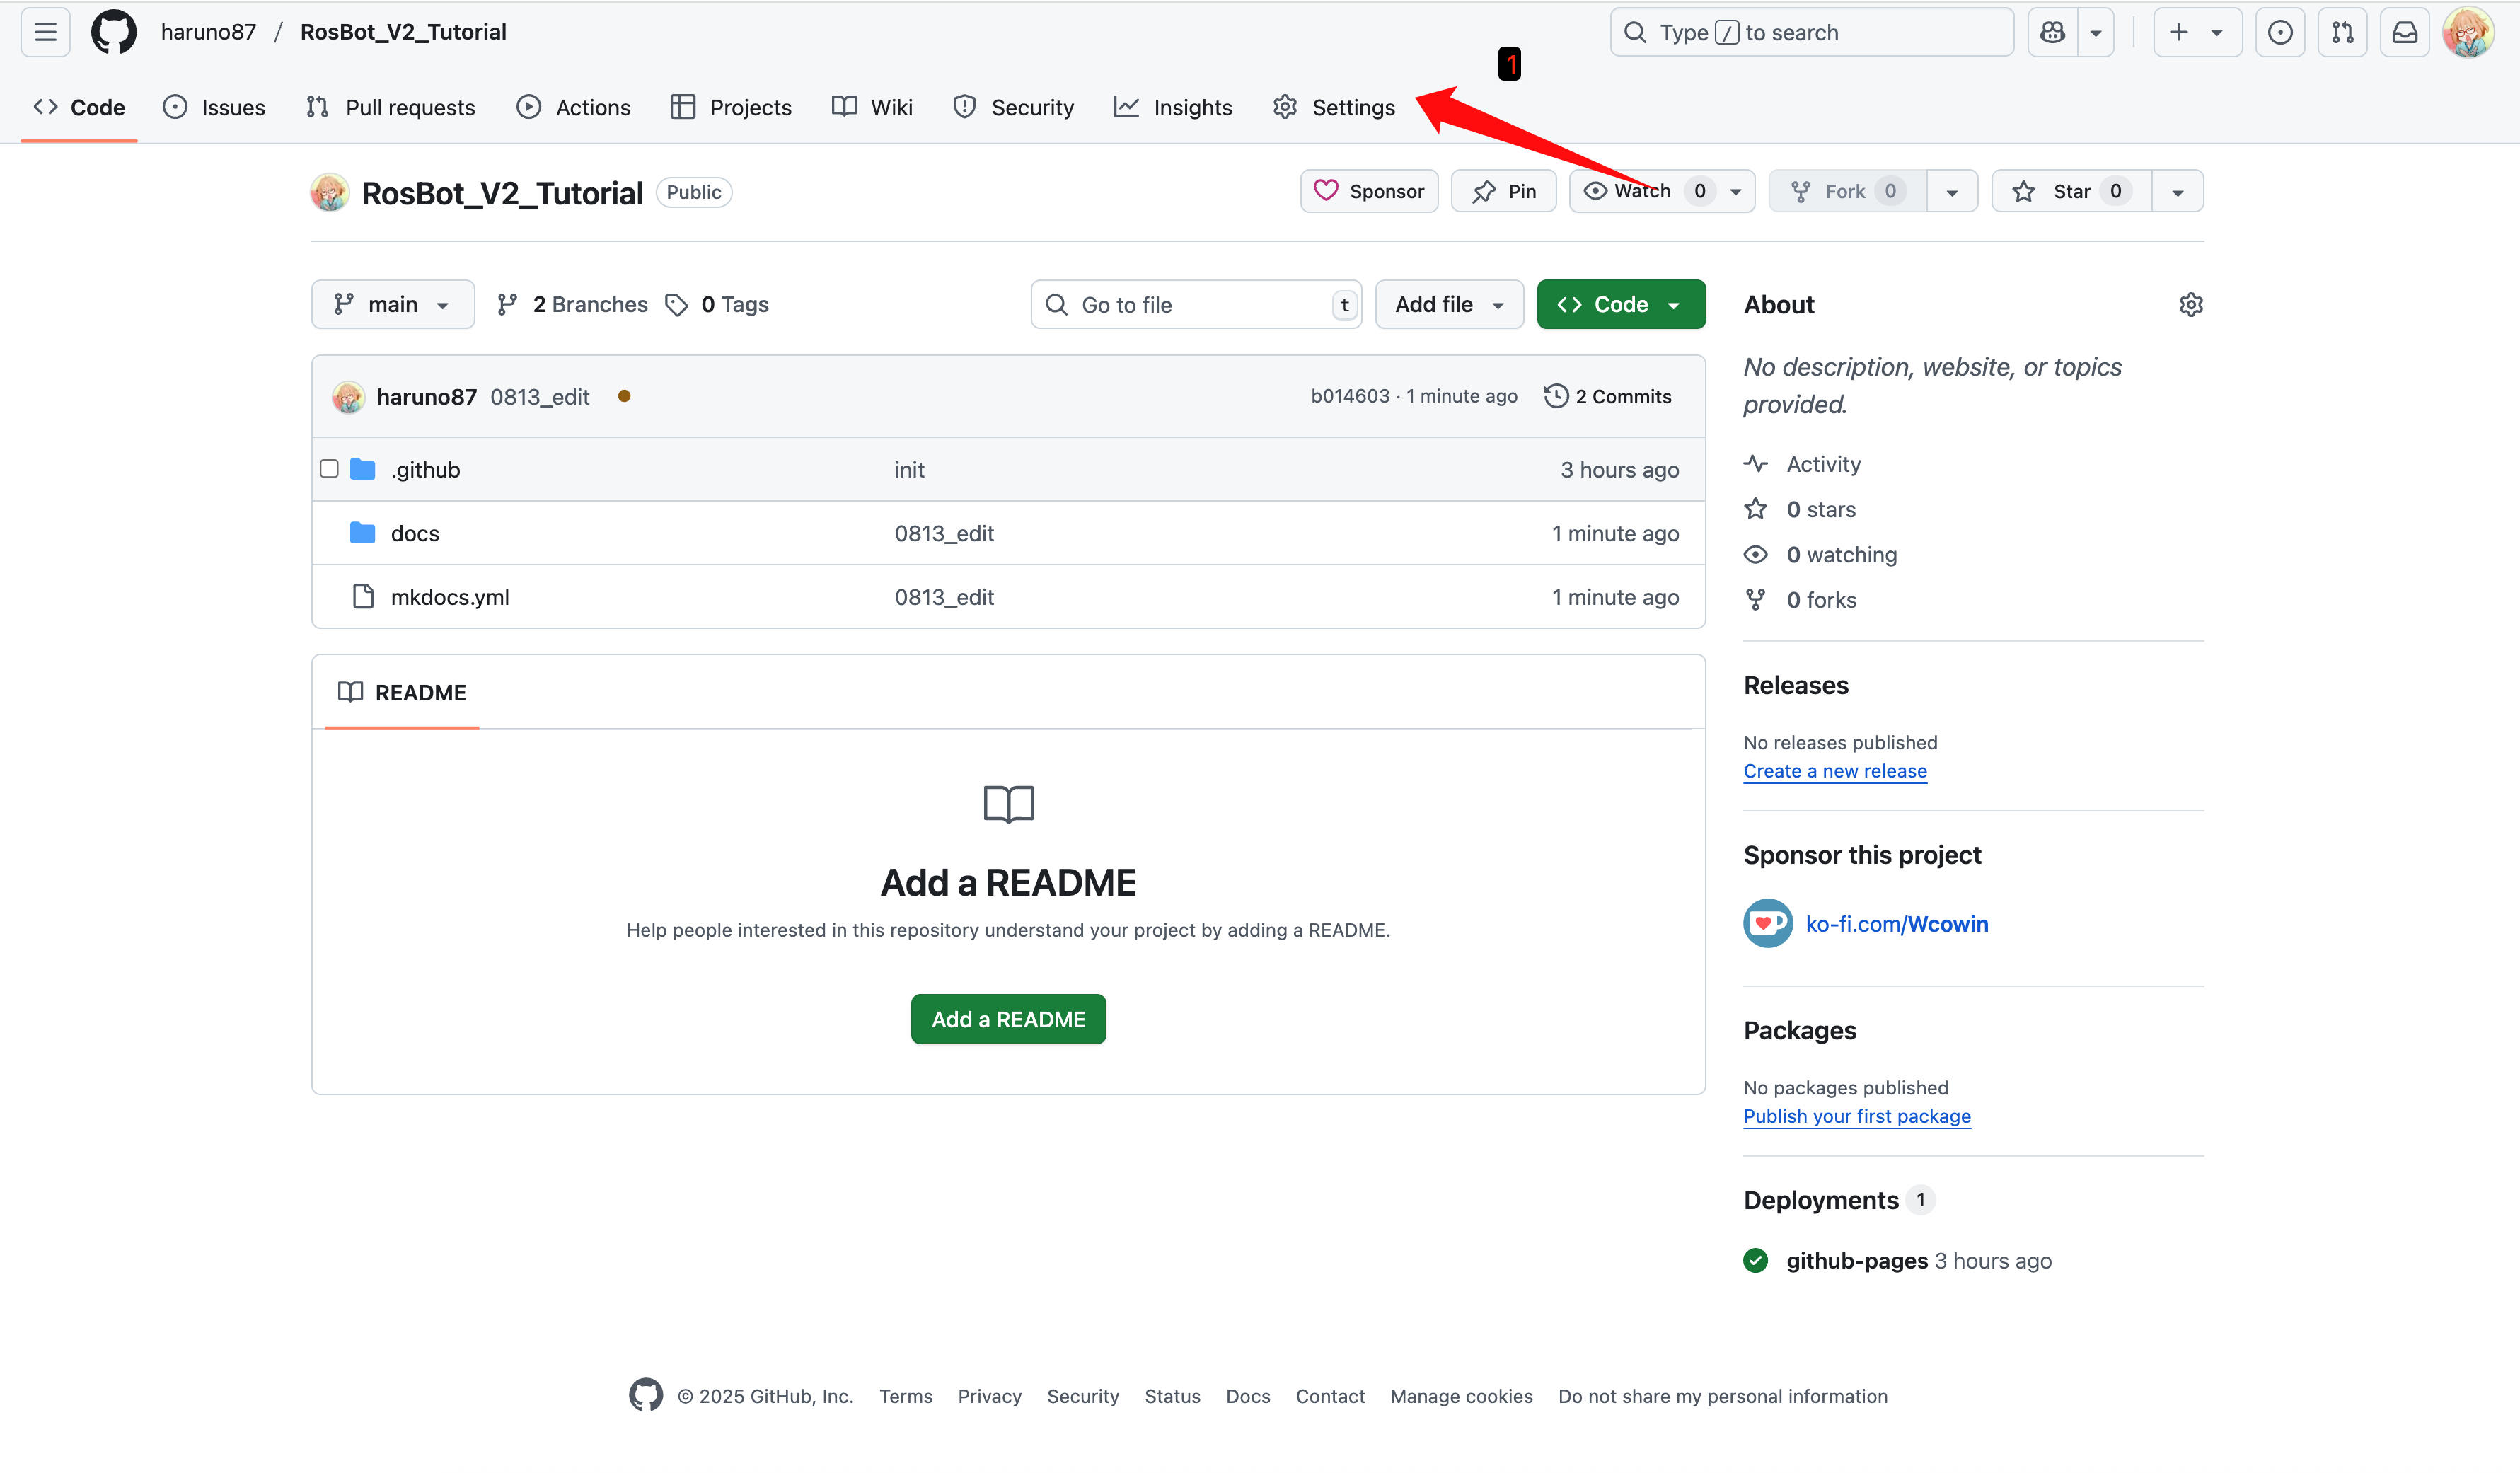 haruno87 / RosBot_V2_Tutorial
Type / to search
1
Code Issues Pull requests Actions Projects Wiki Security Insights Settings
RosBot_V2_Tutorial Public
Sponsor Pin Watch 0 Fork 0 Star 0
main 2 Branches 0 Tags Go to file t Add file Code
haruno87 0813_edit b014603 · 1 minute ago 2 Commits
.github init 3 hours ago
docs 0813_edit 1 minute ago
mkdocs.yml 0813_edit 1 minute ago
README
Add a README
Help people interested in this repository understand your project by adding a README.
Add a README
About
No description, website, or topics
provided.
Activity
0 stars
0 watching
0 forks
Releases
No releases published
Create a new release
Sponsor this project
ko-fi.com/Wcowin
Packages
No packages published
Publish your first package
Deployments 1
github-pages 3 hours ago
© 2025 GitHub, Inc. Terms Privacy Security Status Docs Contact Manage cookies Do not share my personal information